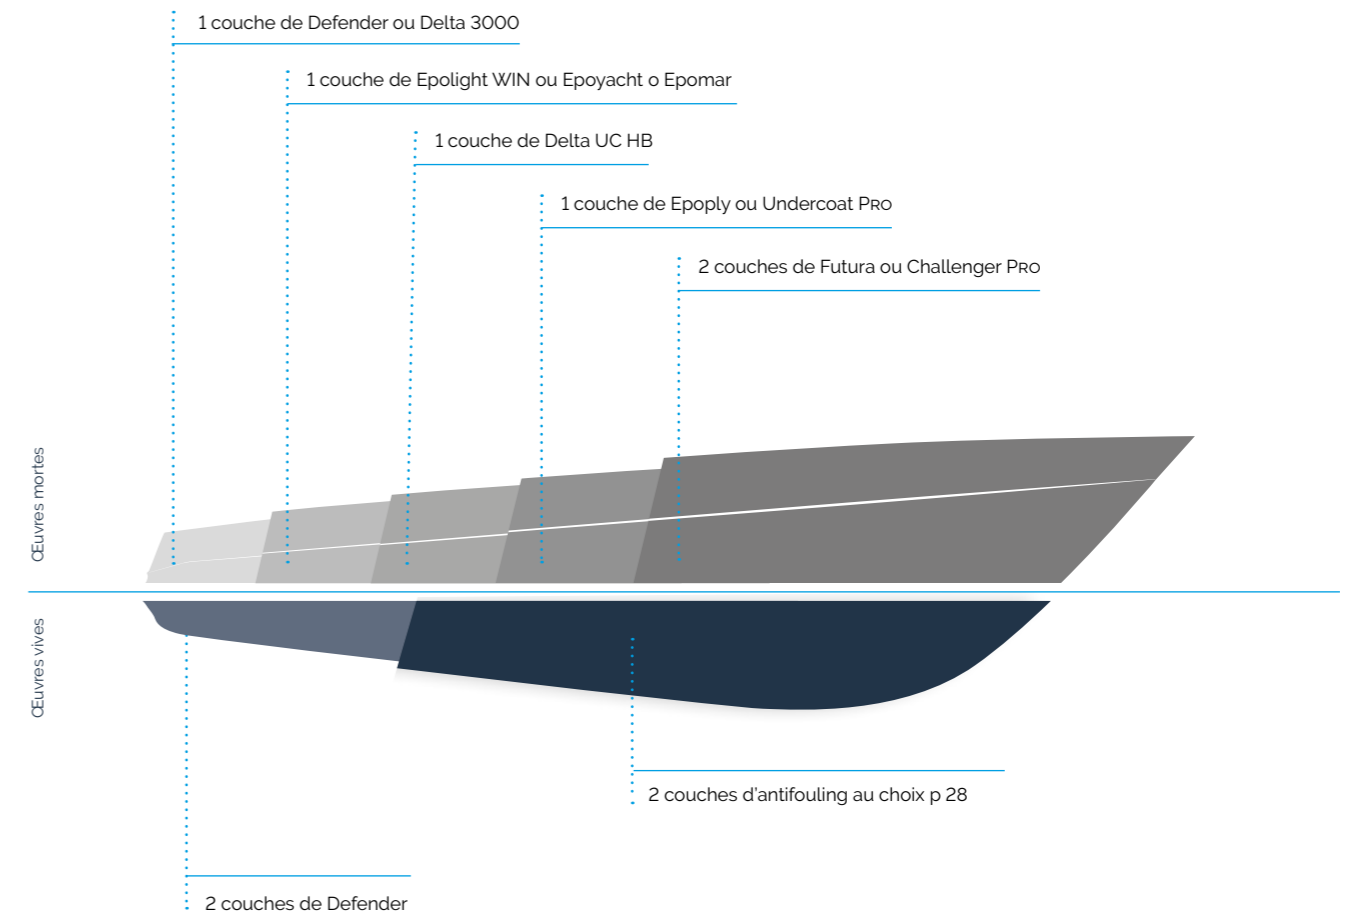 1 couche de Defender ou Delta 3000
1 couche de Epolight WIN ou Epoyacht o Epomar
1 couche de Delta UC HB
1 couche de Epoply ou Undercoat PRO
2 couches de Futura ou Challenger PRO
Œuvres mortes
Œuvres vives
2 couches d'antifouling au choix p 28
2 couches de Defender